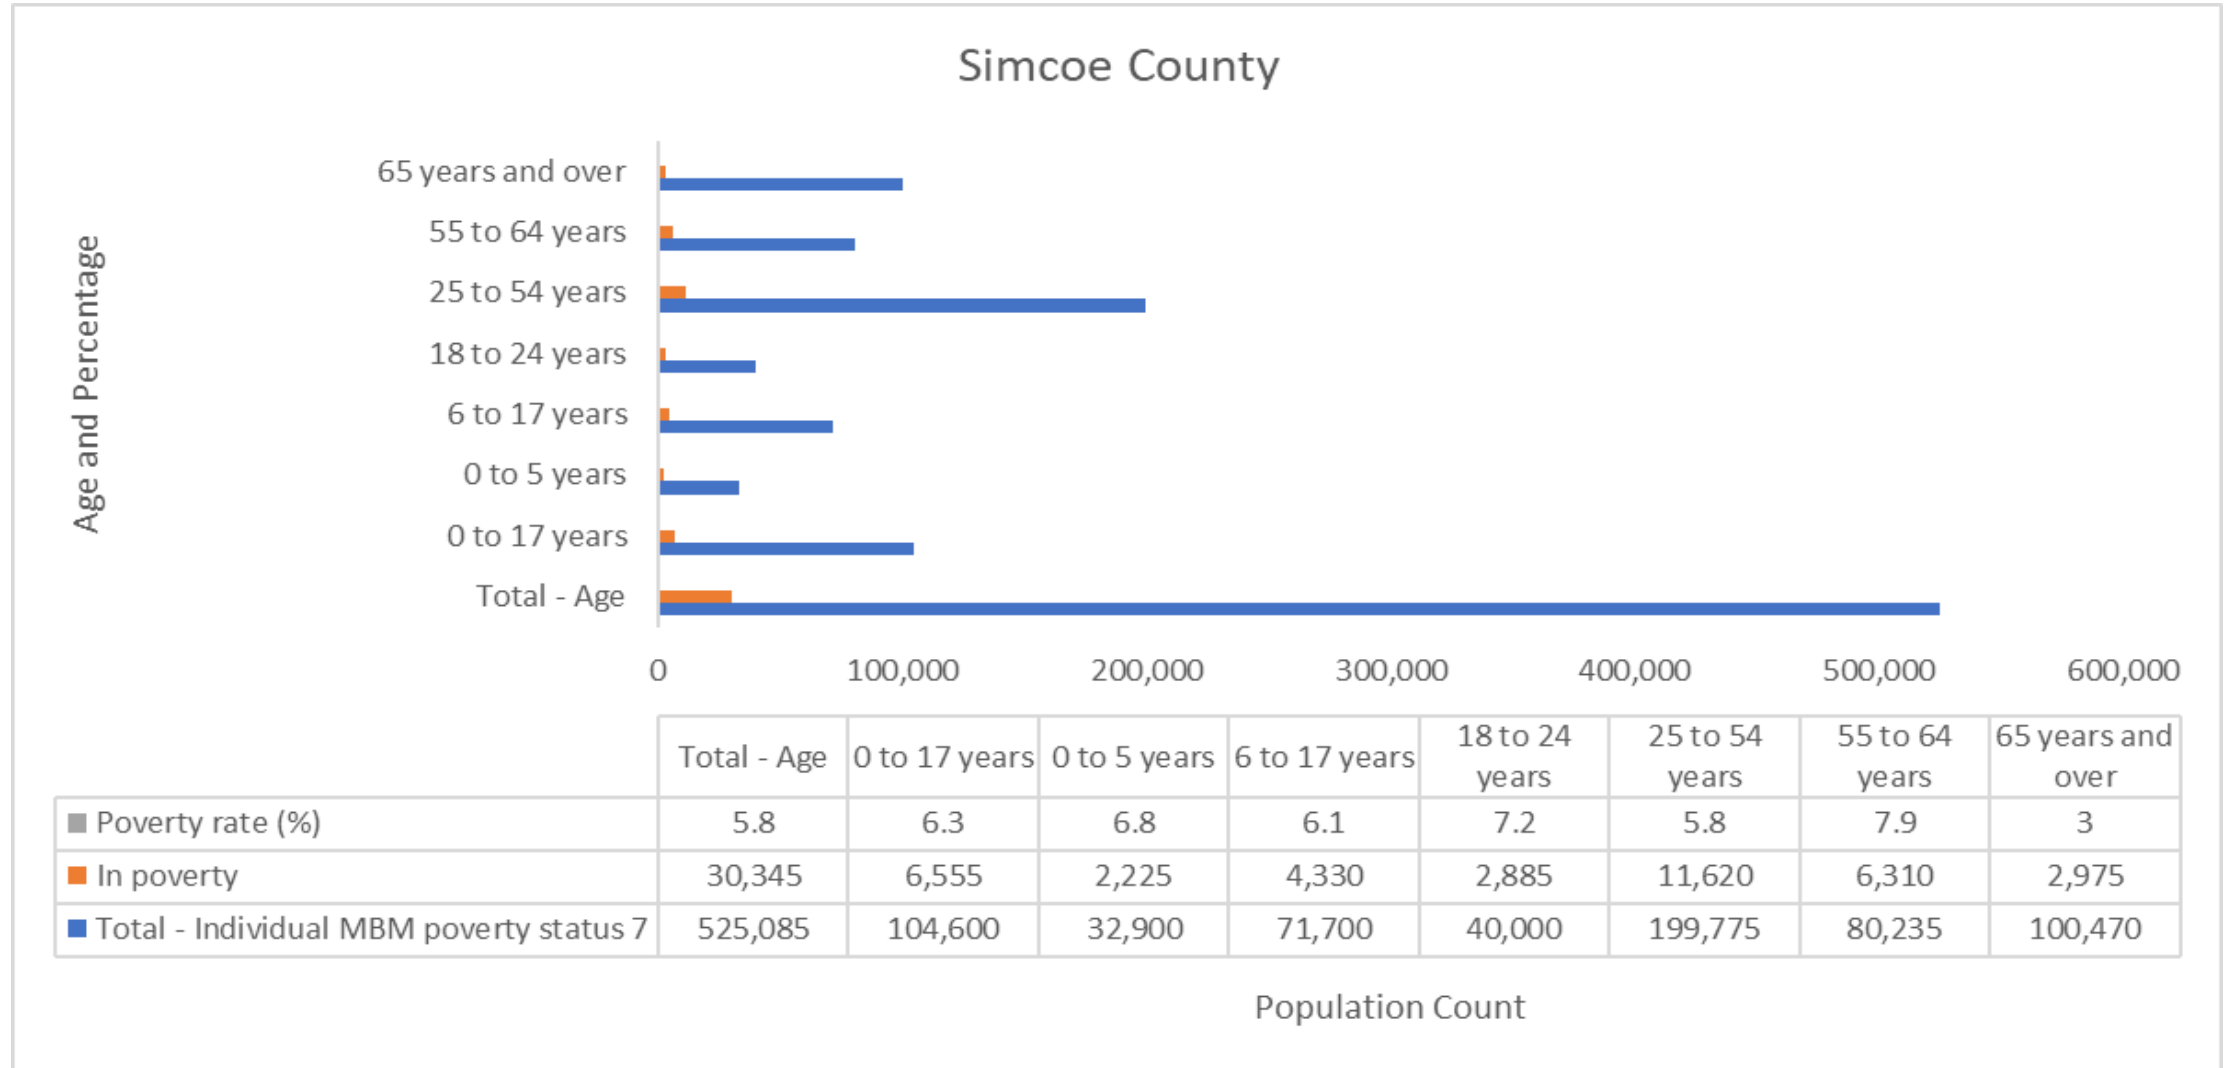 Simcoe County
Age and Percentage
65 years and over
55 to 64 years
25 to 54 years
18 to 24 years
6 to 17 years
0 to 5 years
0 to 17 years
Total - Age
0 100,000 200,000 300,000 400,000 500,000 600,000
Total - Age 0 to 17 years 0 to 5 years 6 to 17 years 18 to 24 years 25 to 54 years 55 to 64 years 65 years and over
Poverty rate (%) 5.8 6.3 6.8 6.1 7.2 5.8 7.9 3
In poverty 30,345 6,555 2,225 4,330 2,885 11,620 6,310 2,975
Total - Individual MBM poverty status 7 525,085 104,600 32,900 71,700 40,000 199,775 80,235 100,470
Population Count